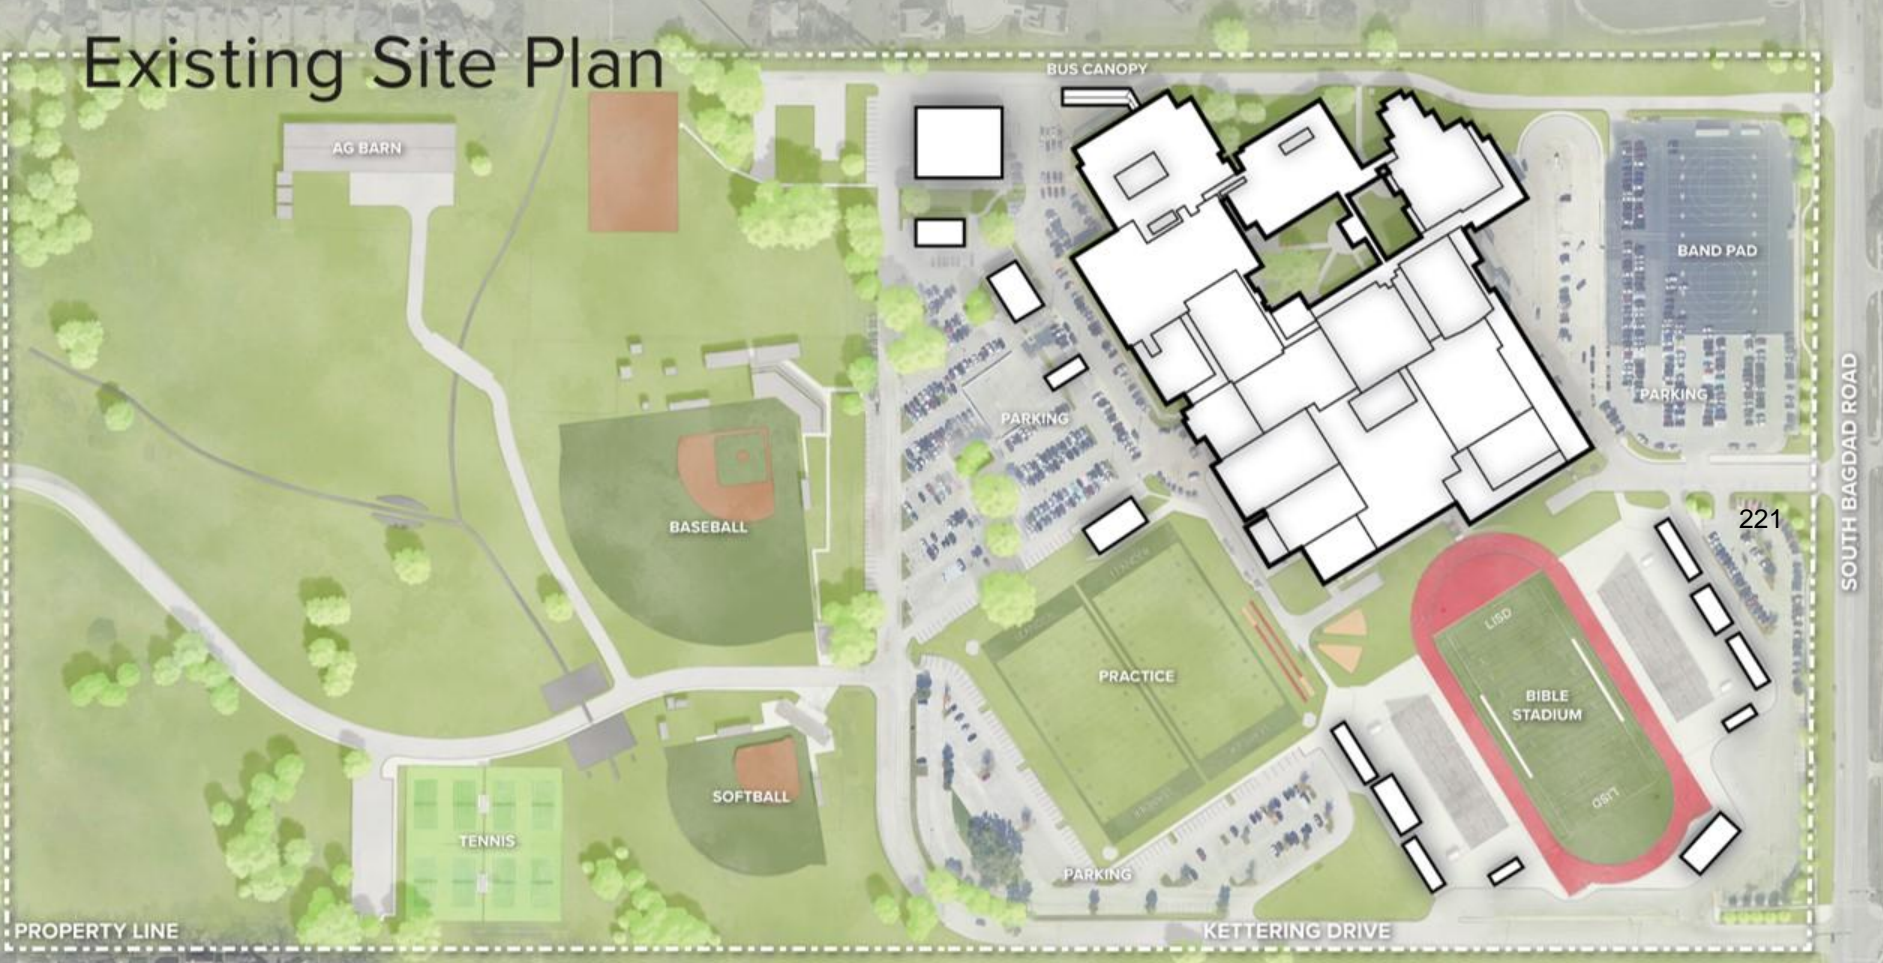 Existing Site Plan
BUS CANOPY
AG BARN
BAND PAD
PARKING
PARKING
SOUTH BAGDAD ROAD
221
BASEBALL
LISD
PRACTICE
BIBLE
STADIUM
SOFTBALL
LISD
TENNIS
PARKING
PROPERTY LINE
KETTERING DRIVE